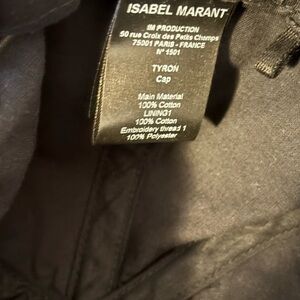 ISABEL MARANT
IM PRODUCTION
50 rue Croix des Petits Champs
75001 PARIS - FRANCE
N° 1501
TYRON
Cap
Main Material
100% Cotton
LINING1
100% Cotton
Embroidery thread 1
100% Polyester